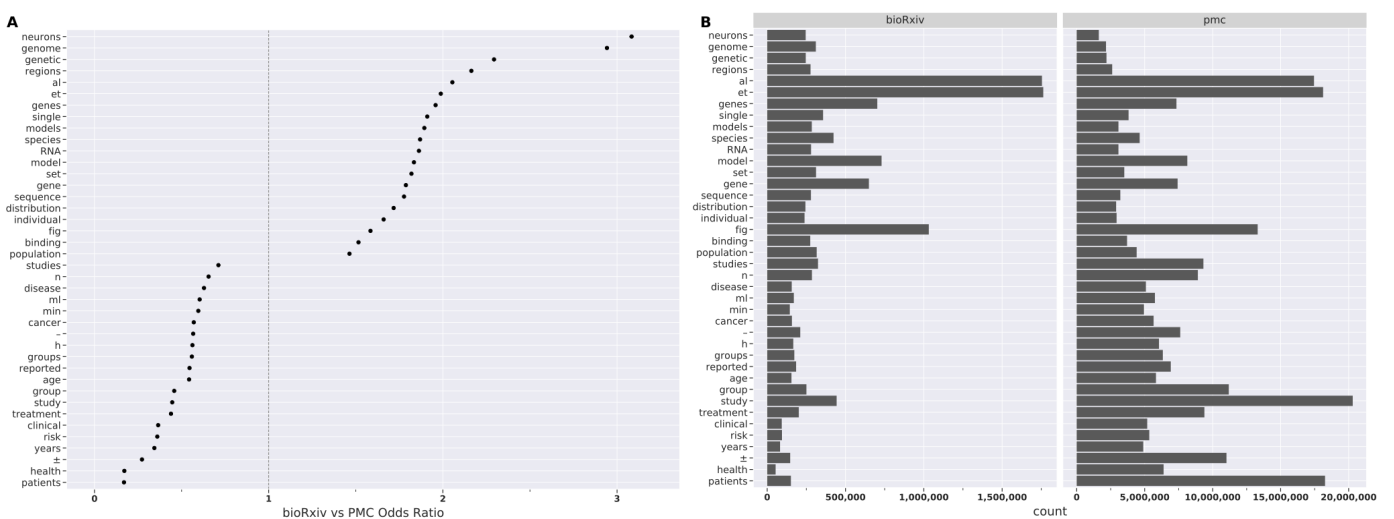 A
neurons
genome
genetic
regions
al
et
genes
single
models
species
RNA
model
set
gene
sequence
distribution
individual
fig
binding
population
studies
n
disease
ml
min
cancer
–
h
groups
reported
age
group
study
treatment
clinical
risk
years
±
health
patients
0 1 2 3
bioRxiv vs PMC Odds Ratio
B
bioRxiv pmc
neurons
genome
genetic
regions
al
et
genes
single
models
species
RNA
model
set
gene
sequence
distribution
individual
fig
binding
population
studies
n
disease
ml
min
cancer
–
h
groups
reported
age
group
study
treatment
clinical
risk
years
±
health
patients
0 500,000 1,000,000 1,500,000 0 5,000,000 10,000,000 15,000,000 20,000,000
count